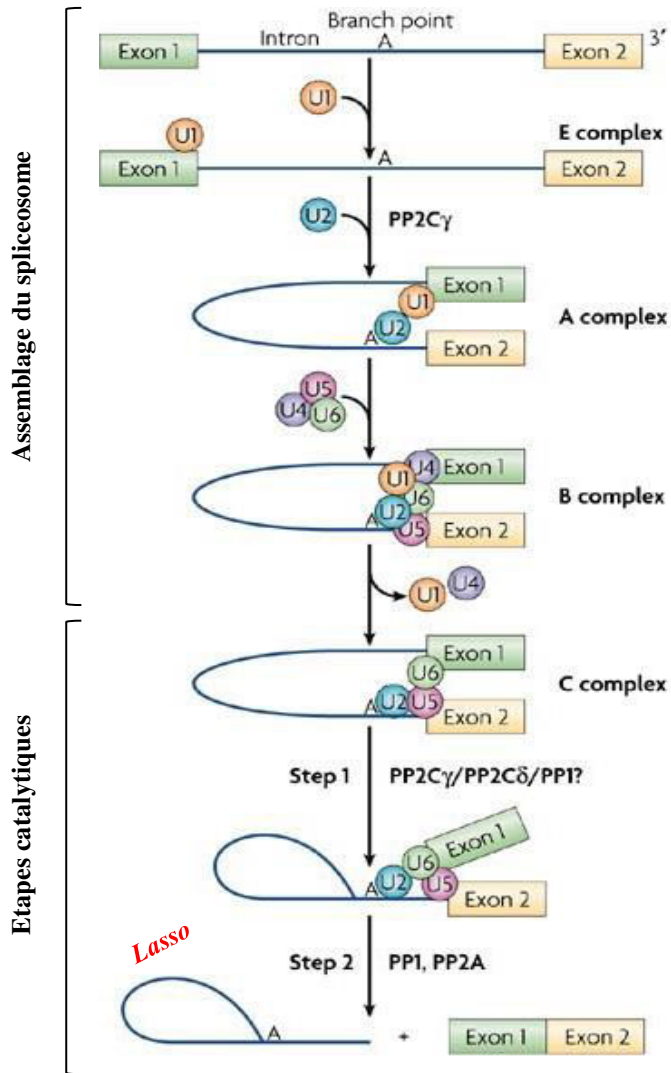 Assemblage du spliceosome
Etapes catalytiques
Branch point
Exon 1 Intron A Exon 2 3′
U1
E complex
U1
Exon 1 A Exon 2
U2 PP2Cγ
Exon 1
U1
A complex
A U2
Exon 2
U5
U4 U6
U4 Exon 1
U1
U6 B complex
A U2
U5 Exon 2
U1 U4
Exon 1
U6
C complex
A U2 U5
Exon 2
Step 1 PP2Cγ/PP2Cδ/PP1?
Exon 1
U6
A U2 U5
Exon 2
Lasso
Step 2 PP1, PP2A
A
+ Exon 1 Exon 2